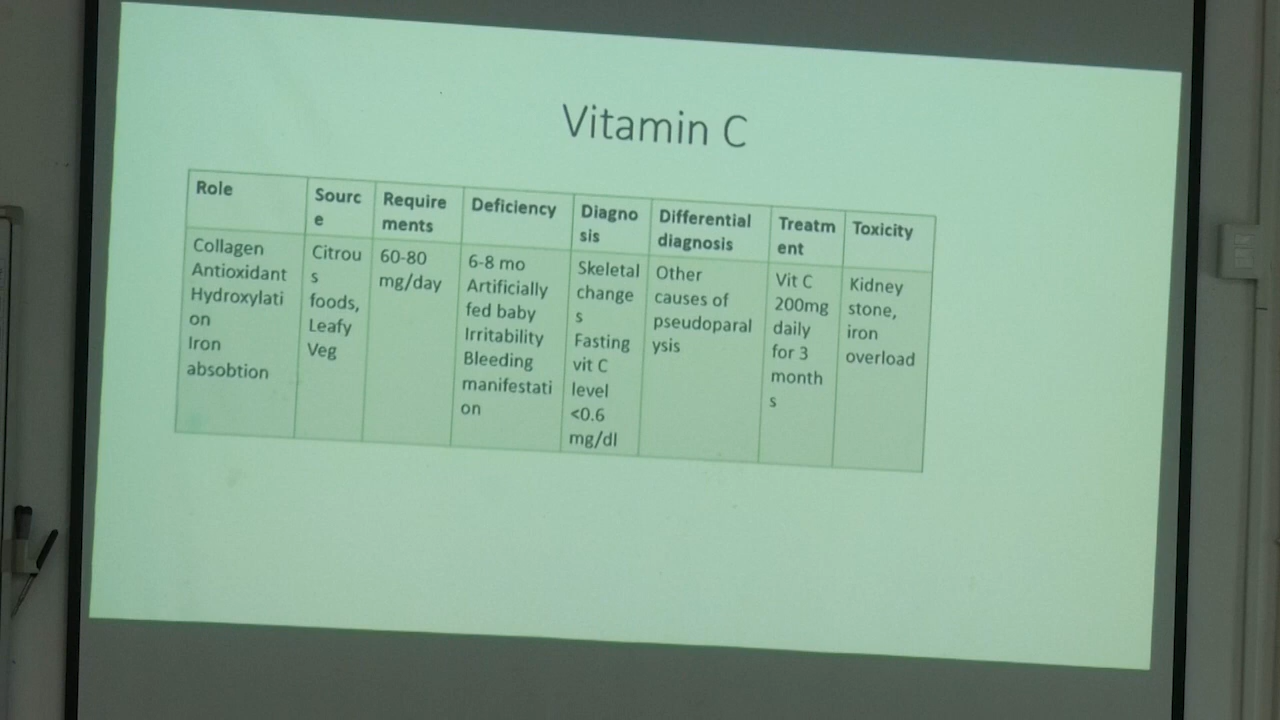 Vitamin C
Role
Sourc
e
Require
ments
Deficiency
Diagno
sis
Differential
diagnosis
Treatm
ent
Toxicity
Collagen
Antioxidant
Hydroxylati
on
Iron
absobtion
Citrou
s
foods,
Leafy
Veg
60-80
mg/day
6-8 mo
Artificially
fed baby
Irritability
Bleeding
manifestati
on
Skeletal
change
s
Fasting
vit C
level
<0.6
mg/dl
Other
causes of
pseudoparal
ysis
Vit C
200mg
daily
for 3
month
s
Kidney
stone,
iron
overload